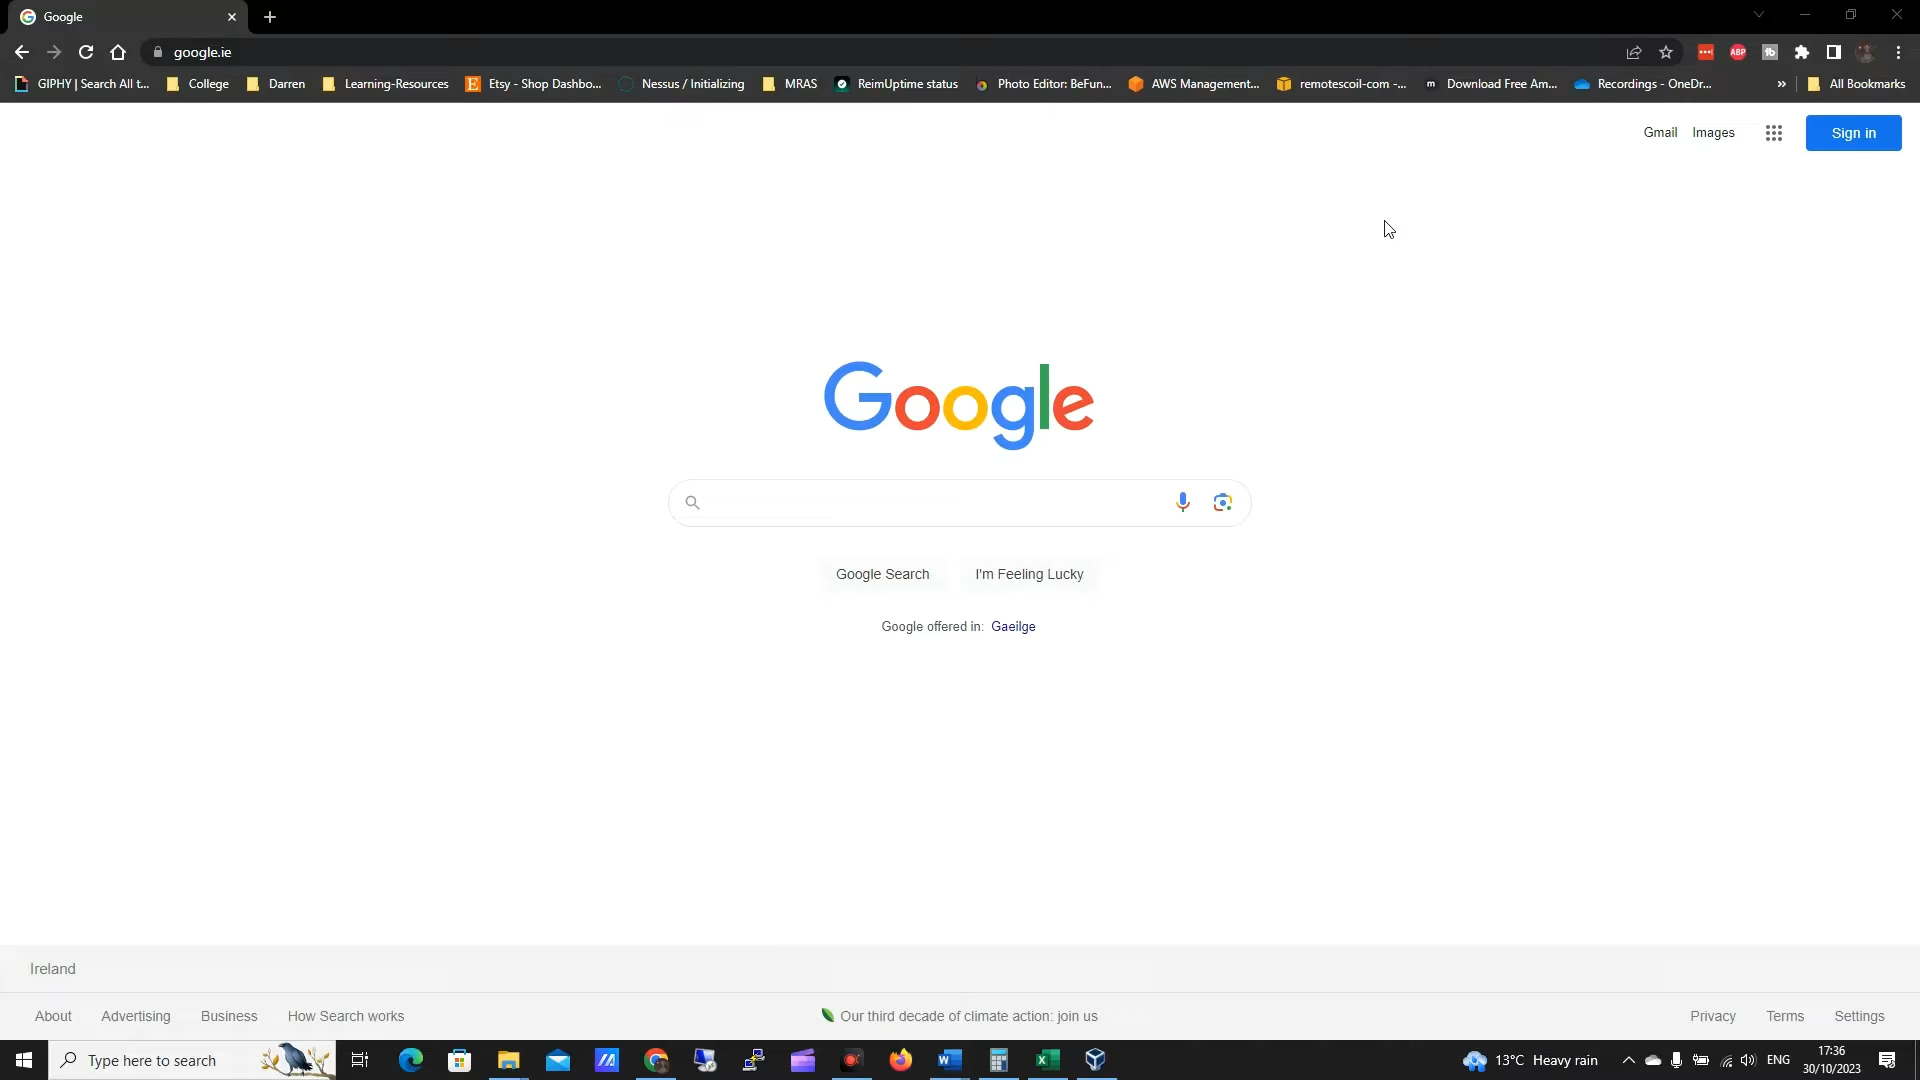 Google
google.ie
ABP
GIPHY | Search All t...
College
Darren
Learning-Resources
Etsy - Shop Dashbo...
Nessus / Initializing
MRAS
ReimUptime status
Photo Editor: BeFun...
AWS Management...
remotescoil-com -...
Download Free Am...
Recordings - OneDr...
»
All Bookmarks
Gmail
Images
Sign in
Google
Google Search
I'm Feeling Lucky
Google offered in: Gaeilge
Ireland
About
Advertising
Business
How Search works
Our third decade of climate action: join us
Privacy
Terms
Settings
Type here to search
13°C Heavy rain
ENG
17:36
30/10/2023